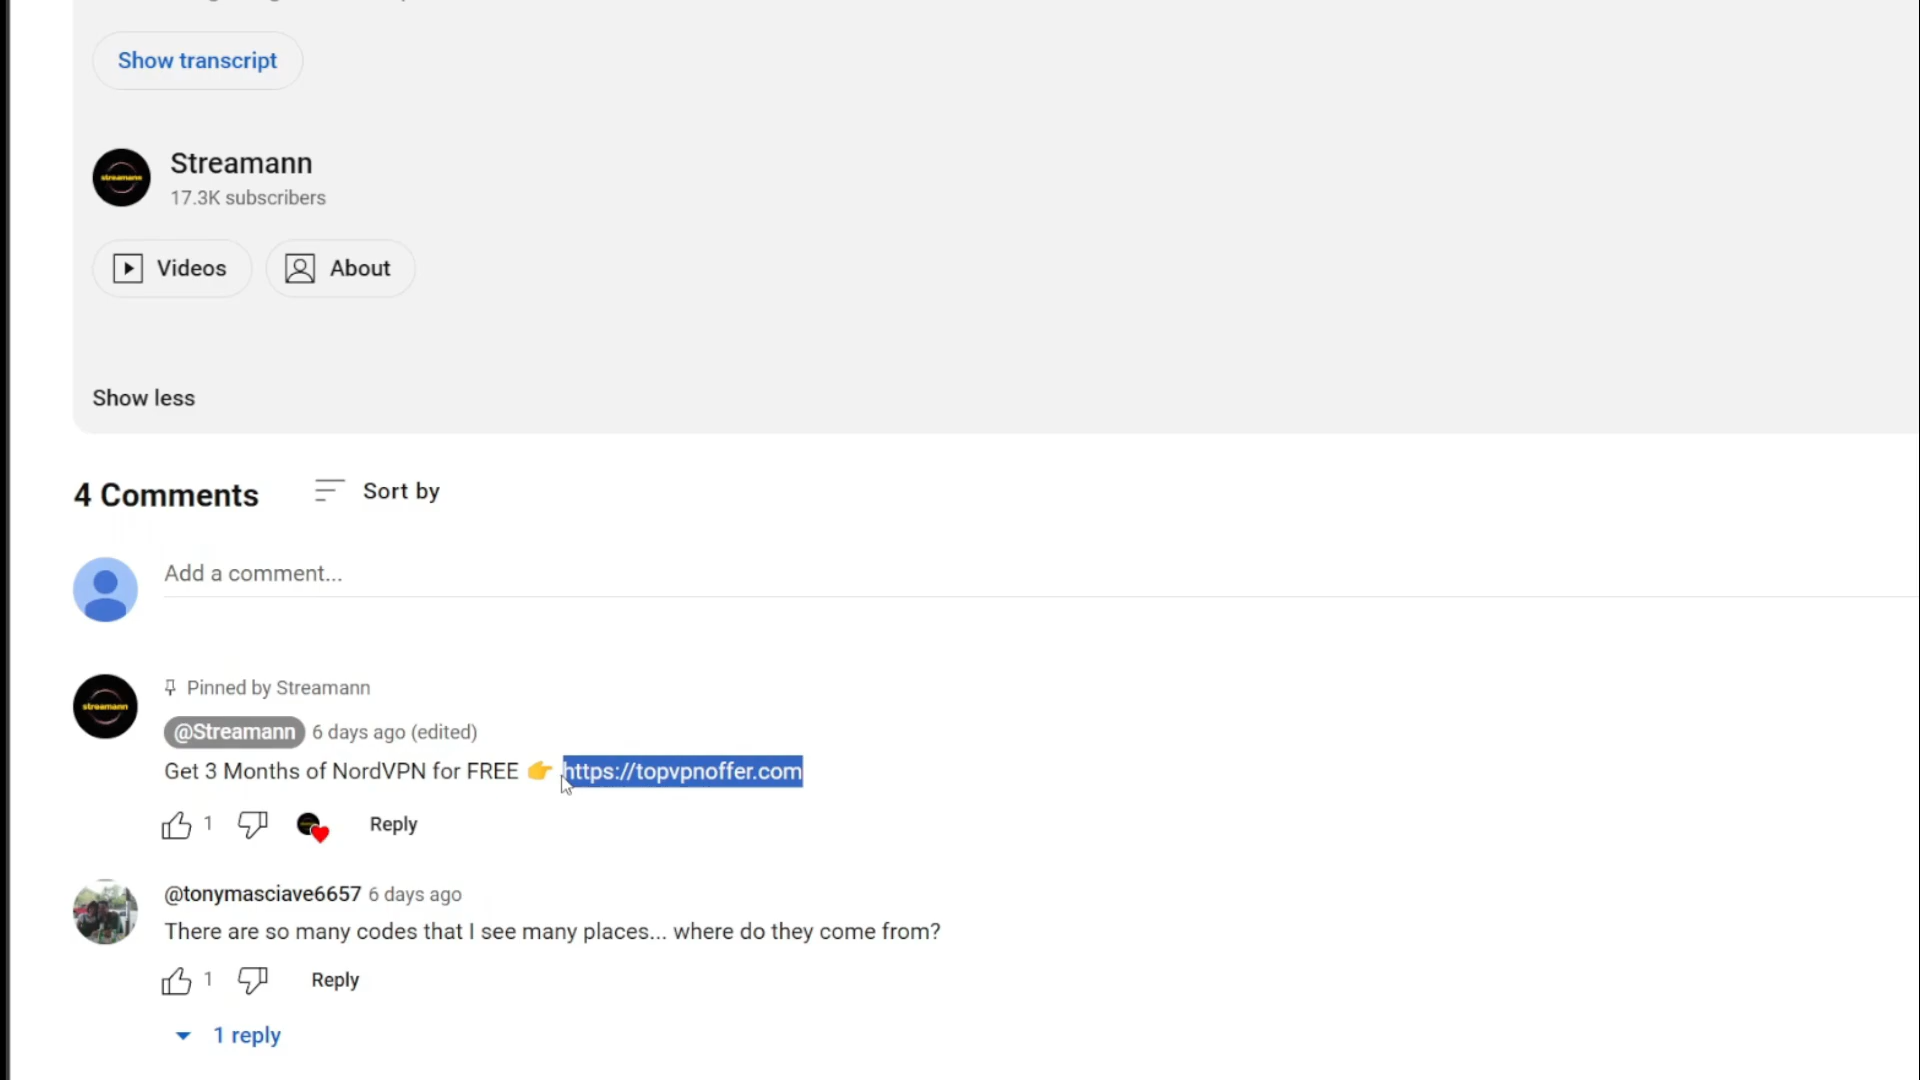 Show transcript
streamann
Streamann
17.3K subscribers
Videos
About
Show less
4 Comments
Sort by
Add a comment...
Pinned by Streamann
streamann
@Streamann 6 days ago (edited)
Get 3 Months of NordVPN for FREE 👉 https://topvpnoffer.com
1
Reply
@tonymasciave6657 6 days ago
There are so many codes that I see many places... where do they come from?
1
Reply
1 reply